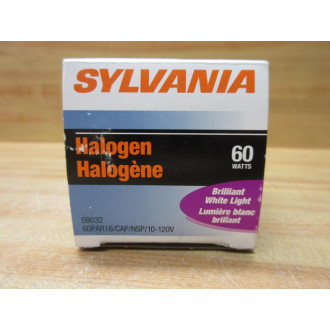 SYLVANIA
Halogen
Halogène
60
WATTS
Brilliant
White Light
Lumière blanc
brillant
59032
60PAR16/CAP/NSP/10-120V